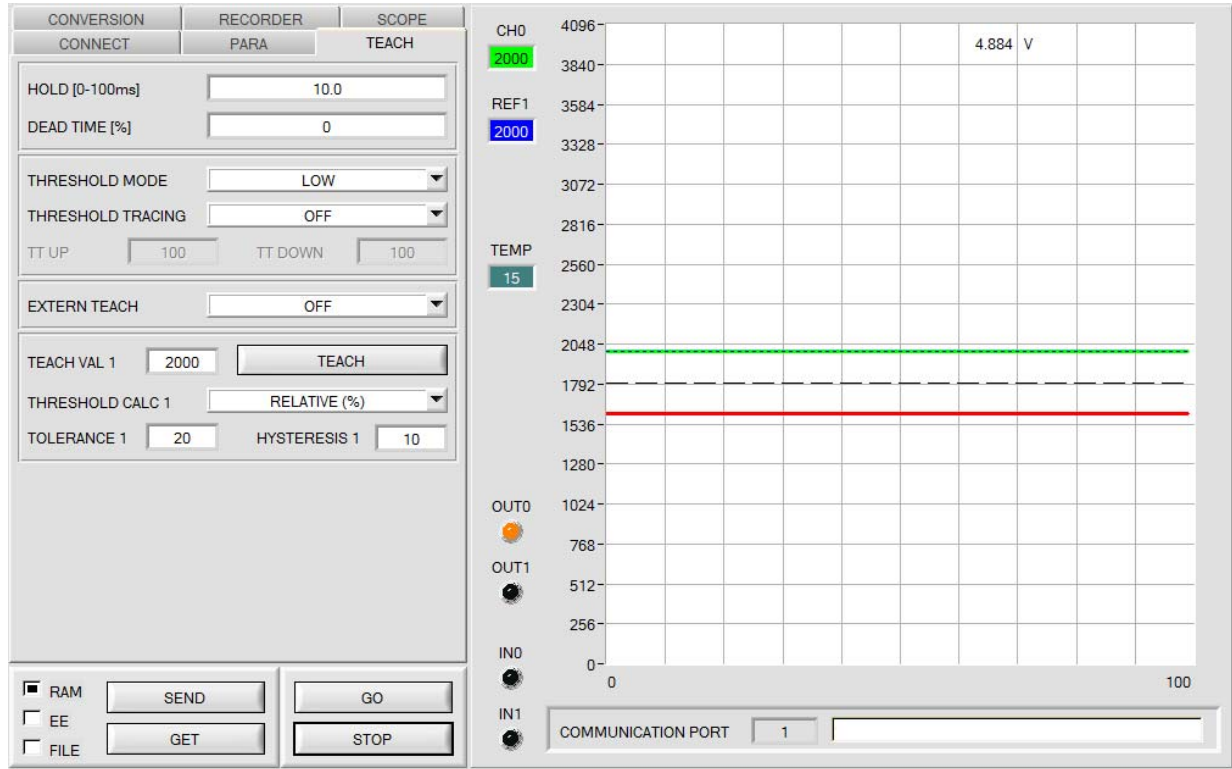 CONVERSION RECORDER SCOPE
CONNECT PARA TEACH
HOLD [0-100ms] 10.0
DEAD TIME [%] 0
THRESHOLD MODE LOW
THRESHOLD TRACING OFF
TT UP 100 TT DOWN 100
EXTERN TEACH OFF
TEACH VAL 1 2000 TEACH
THRESHOLD CALC 1 RELATIVE (%)
TOLERANCE 1 20 HYSTERESIS 1 10
RAM SEND GO
EE
GET STOP
FILE
CH0
2000
REF1
2000
TEMP
15
OUT0
OUT1
IN0
IN1
4.884 V
4096
3840
3584
3328
3072
2816
2560
2304
2048
1792
1536
1280
1024
768
512
256
0
0 100
COMMUNICATION PORT 1